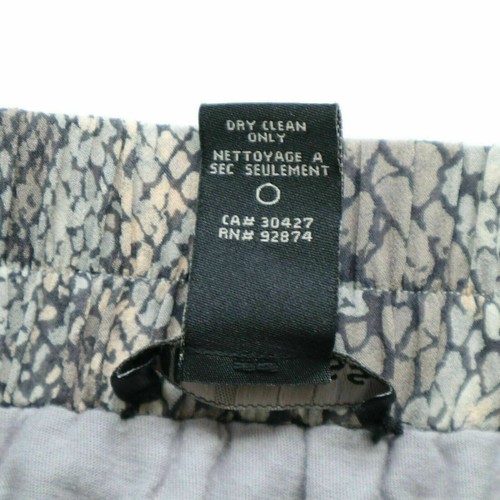 DRY CLEAN
ONLY
NETTOYAGE A
SEC SEULEMENT
CA# 30427
RN# 92874